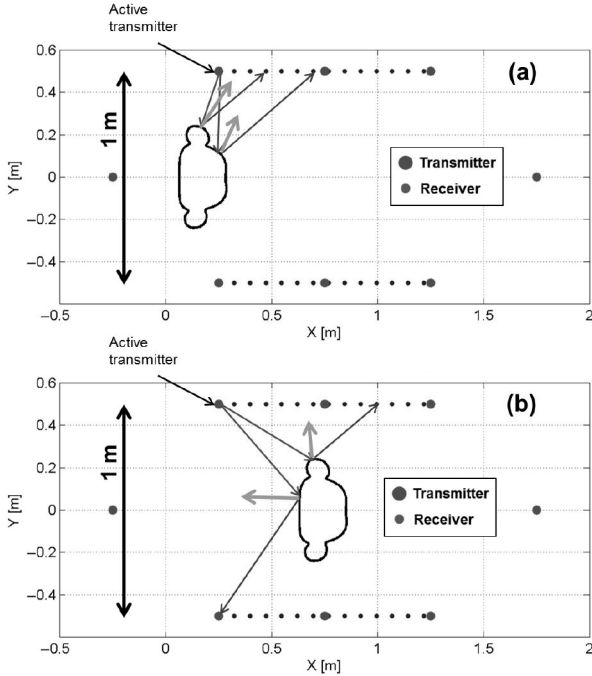 Active
transmitter
(a)
0.6
0.4
0.2
0
−0.2
−0.4
Y [m]
1 m
Transmitter
Receiver
−0.5
0
0.5
1
1.5
2
X [m]
Active
transmitter
(b)
0.6
0.4
0.2
0
−0.2
−0.4
Y [m]
1 m
Transmitter
Receiver
−0.5
0
0.5
1
1.5
2
X [m]